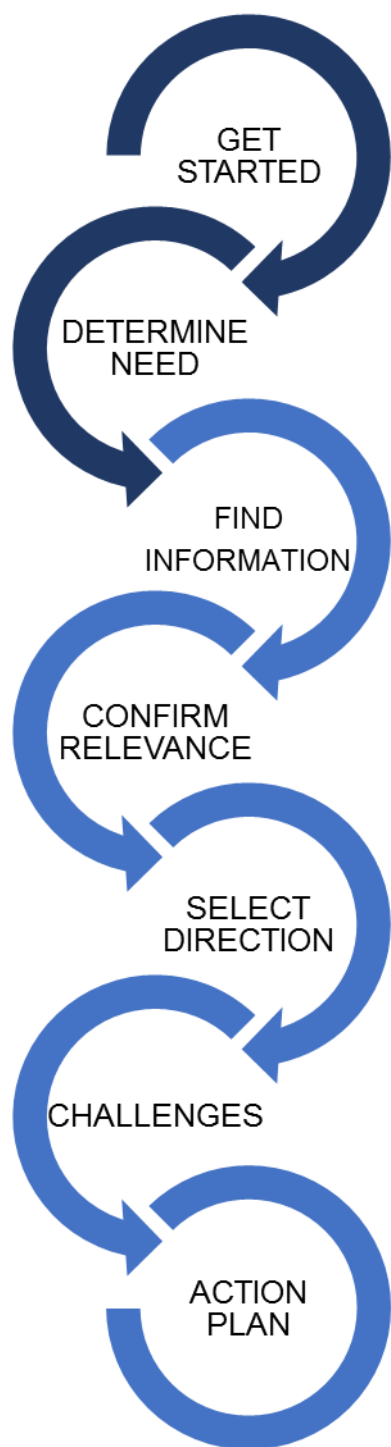 GET
STARTED
DETERMINE
NEED
FIND
INFORMATION
CONFIRM
RELEVANCE
SELECT
DIRECTION
CHALLENGES
ACTION
PLAN